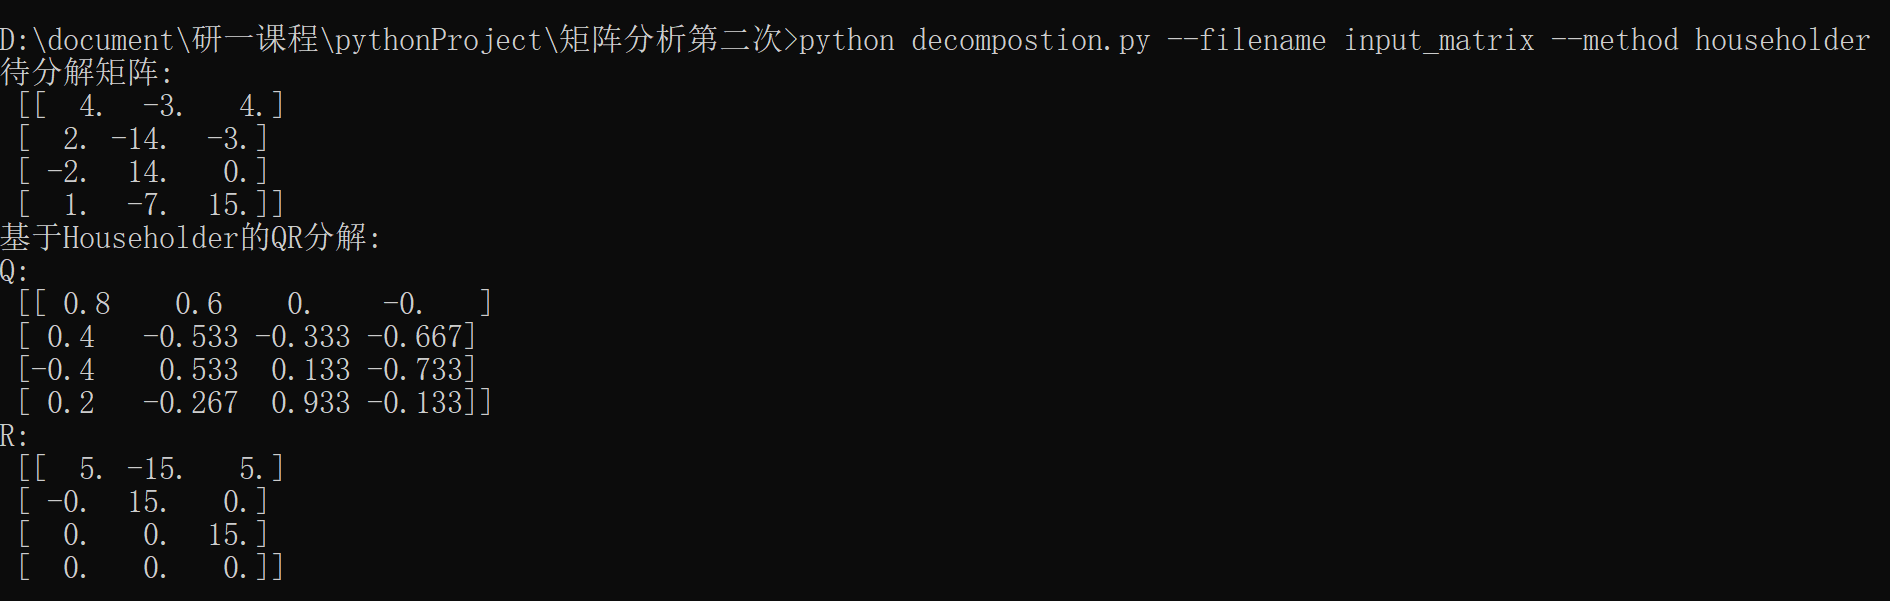 D:\document\研一课程\pythonProject\矩阵分析第二次>python decompostion.py --filename input_matrix --method householder
待分解矩阵:
 [[  4.  -3.   4.]
 [  2. -14.  -3.]
 [ -2.  14.   0.]
 [  1.  -7.  15.]]
基于Householder的QR分解:
Q:
 [[ 0.8    0.6    0.    -0.   ]
 [ 0.4   -0.533 -0.333 -0.667]
 [-0.4    0.533  0.133 -0.733]
 [ 0.2   -0.267  0.933 -0.133]]
R:
 [[  5. -15.   5.]
 [ -0.  15.   0.]
 [  0.   0.  15.]
 [  0.   0.   0.]]